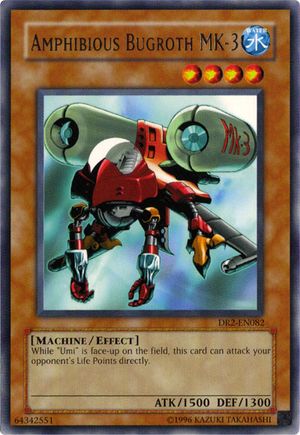 AMPHIBIOUS BUGROTH MK-3
WATER
水
MK-3
DR2-EN082
[MACHINE / EFFECT]
While "Umi" is face-up on the field, this card can attack your
opponent's Life Points directly.
ATK/1500 DEF/1300
64342551
©1996 KAZUKI TAKAHASHI